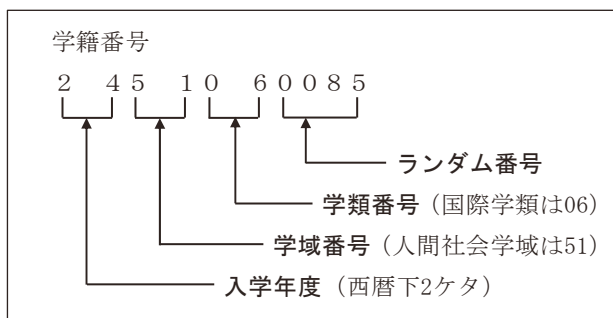 学籍番号
2 4 5 1 0 6 0 0 8 5
ランダム番号
学類番号（国際学類は06）
学域番号（人間社会学域は51）
入学年度（西暦下2ケタ）